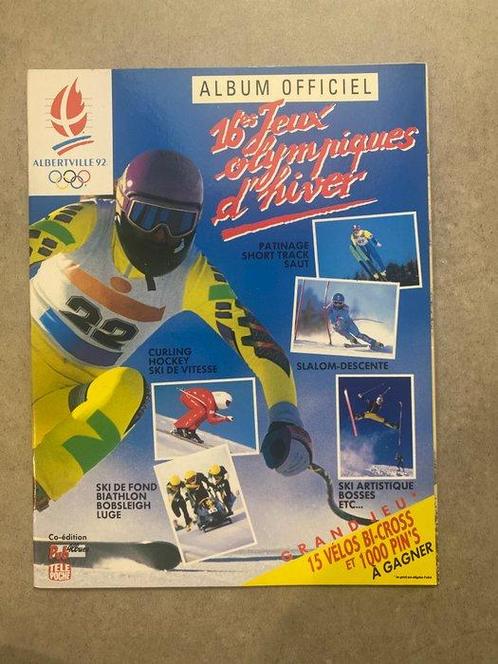 ALBUM OFFICIEL
16es Jeux
olympiques
d'hiver
ALBERTVILLE 92
PATINAGE
SHORT TRACK
SAUT
22
SLALOM-DESCENTE
CURLING
HOCKEY
SKI DE VITESSE
SKI DE FOND
BIATHLON
BOBSLEIGH
LUGE
SKI ARTISTIQUE
BOSSES
ETC...
GRAND JEU*
15 VÉLOS BI-CROSS
ET 1000 PIN'S
À GAGNER
Co-édition
TÉLÉ
POCHE